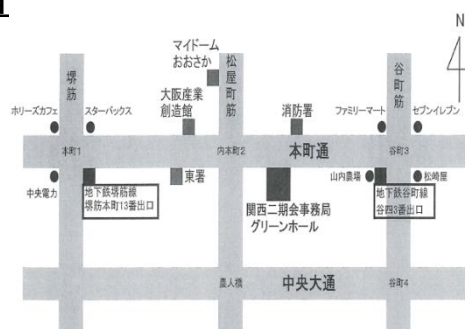 N
マイドーム
おおさか
松屋町筋
堺筋
谷町筋
大阪産業
創造館
消防署
ホリーズカフェ
スターバックス
ファミリーマート
セブンイレブン
本町1
内本町2
本町通
谷町3
中央電力
東署
山内農場
松崎屋
地下鉄堺筋線
堺筋本町13番出口
関西二期会事務局
グリーンホール
地下鉄谷町線
谷四3番出口
農人橋
中央大通
谷町4